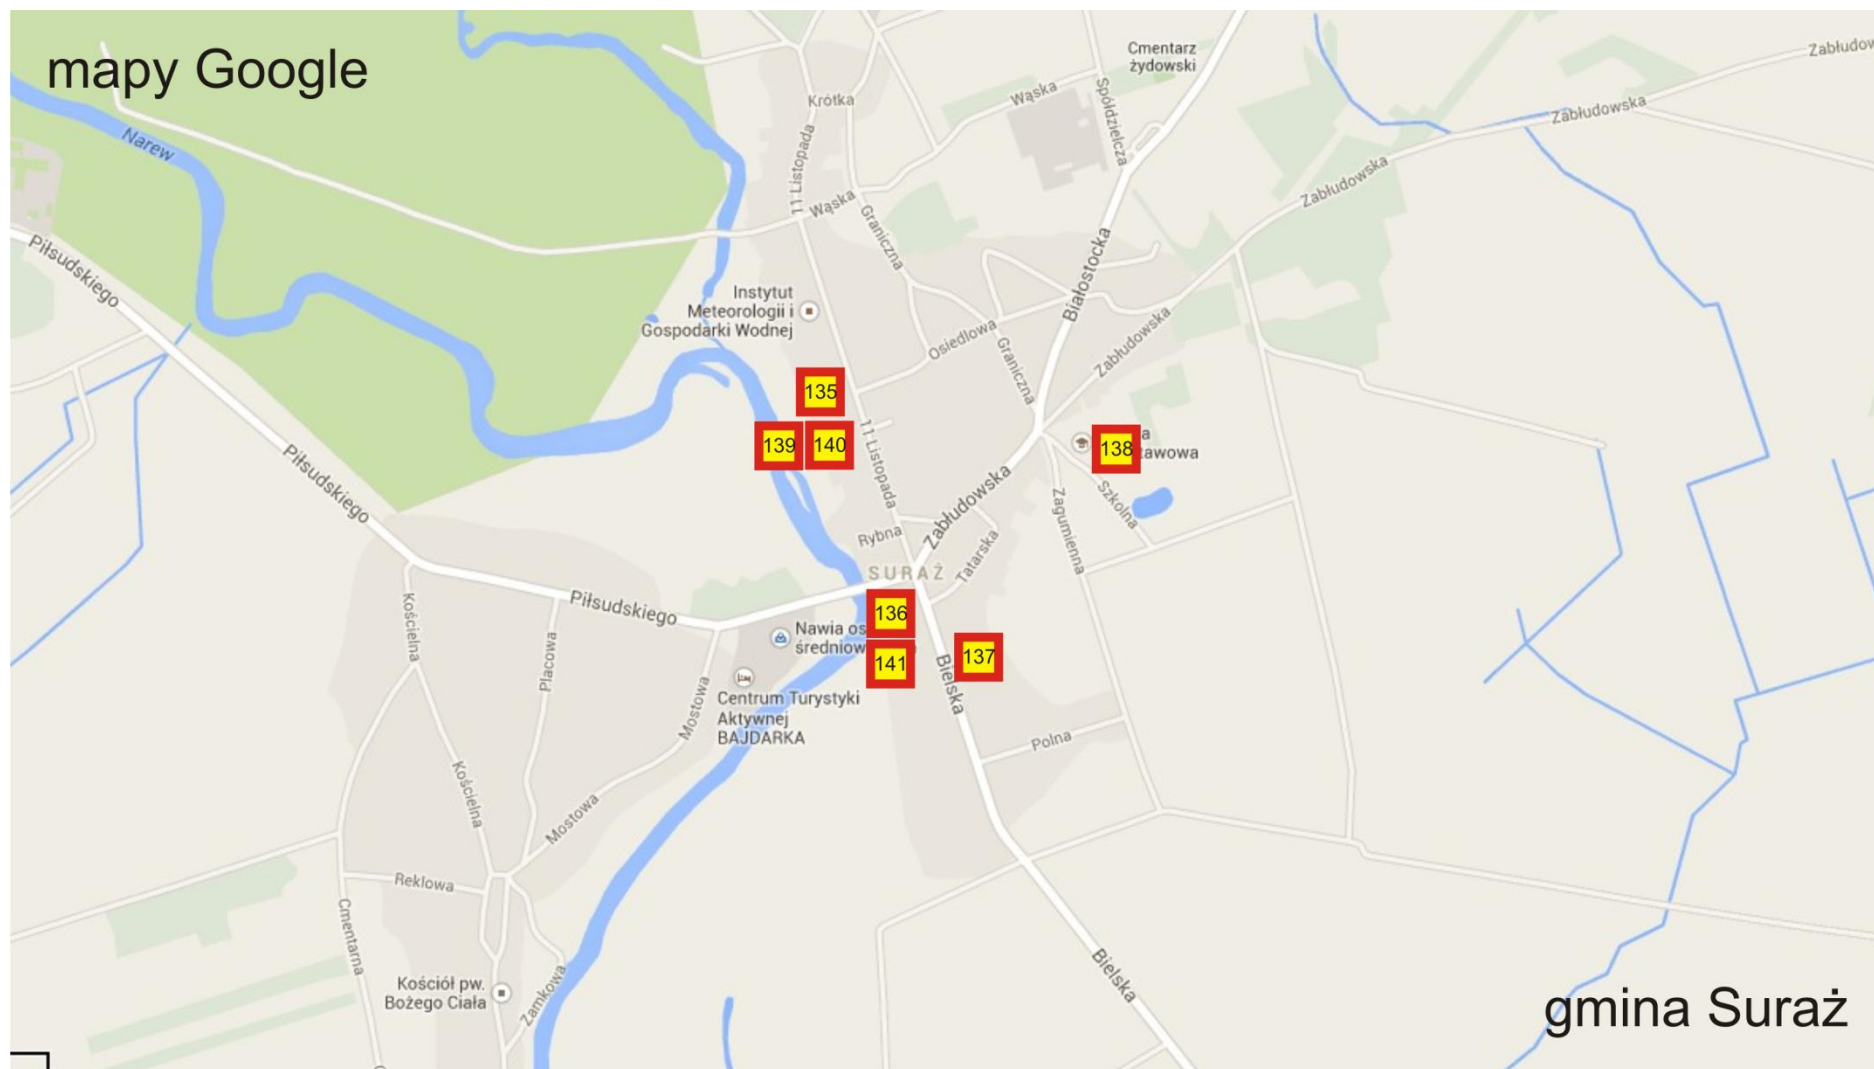 mapy Google
Cmentarz
żydowski
Zabłudow
Krótka
Wąska
Spółdzielcza
Zabłudowska
Narew
11 Listopada
Wąska
Graniczna
Zabłudowska
Piłsudskiego
Białostocka
Instytut
Meteorologii i
Gospodarki Wodnej
Osiedlowa
Graniczna
Zabłudowska
135
139
140
11 Listopada
138
a
tawowa
Piłsudskiego
Zabłudowska
Zagumienna
Szkolna
Rybna
Tatarska
SURAŻ
Piłsudskiego
136
Nawia os
średniow
141
137
Kościelna
Placowa
Mostowa
Bielska
Centrum Turystyki
Aktywnej
BAJDARKA
Polna
Kościelna
Mostowa
Reklowa
Cmentarna
Kościół pw.
Bożego Ciała
Zamkowa
Bielska
gmina Suraż